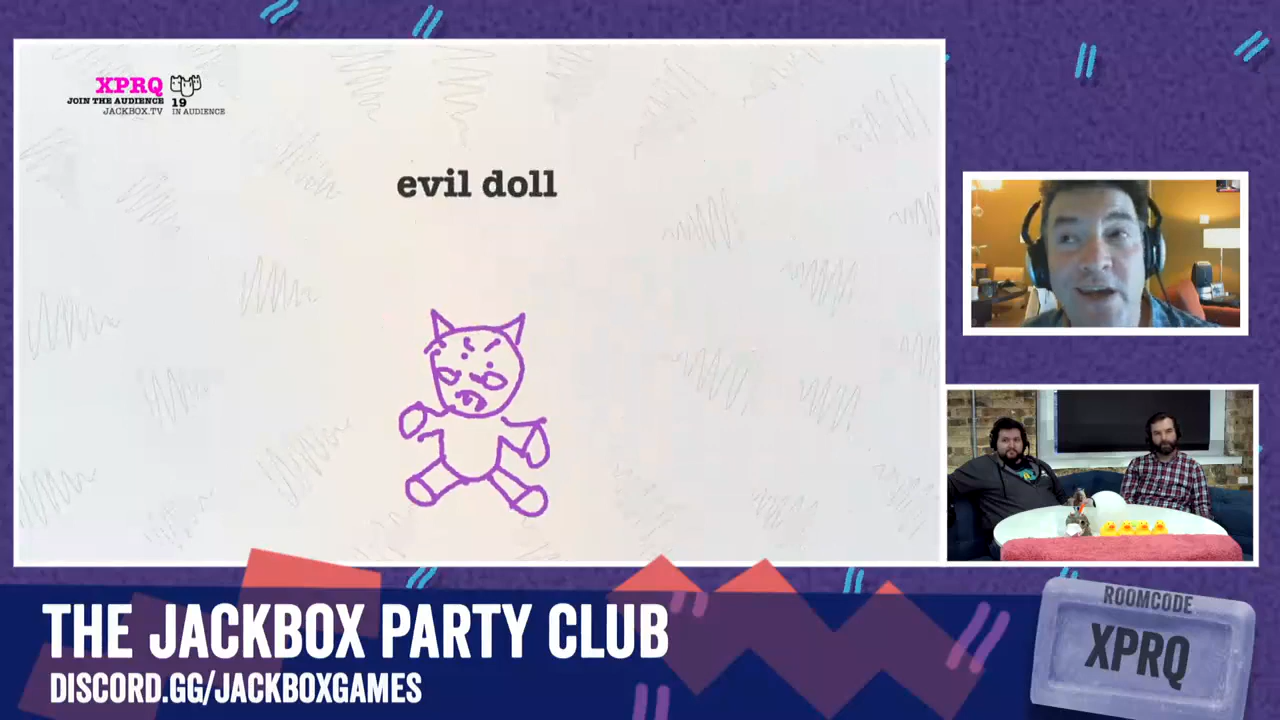 XPRQ
JOIN THE AUDIENCE
JACKBOX.TV
19
IN AUDIENCE
evil doll
THE JACKBOX PARTY CLUB
DISCORD.GG/JACKBOXGAMES
ROOMCODE
XPRQ